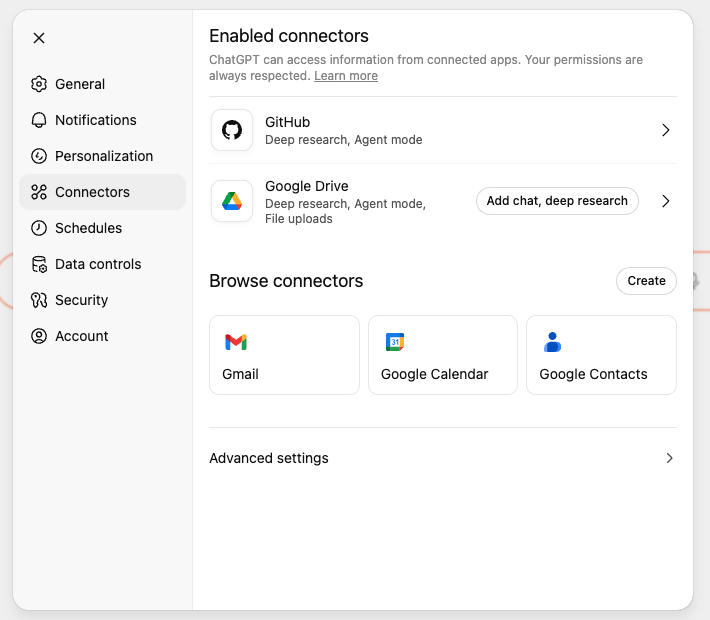 General
Notifications
Personalization
Connectors
Schedules
Data controls
Security
Account
Enabled connectors
ChatGPT can access information from connected apps. Your permissions are
always respected. Learn more
GitHub
Deep research, Agent mode
Google Drive
Deep research, Agent mode,
File uploads
Add chat, deep research
Browse connectors
Create
Gmail
31
Google Calendar
Google Contacts
Advanced settings